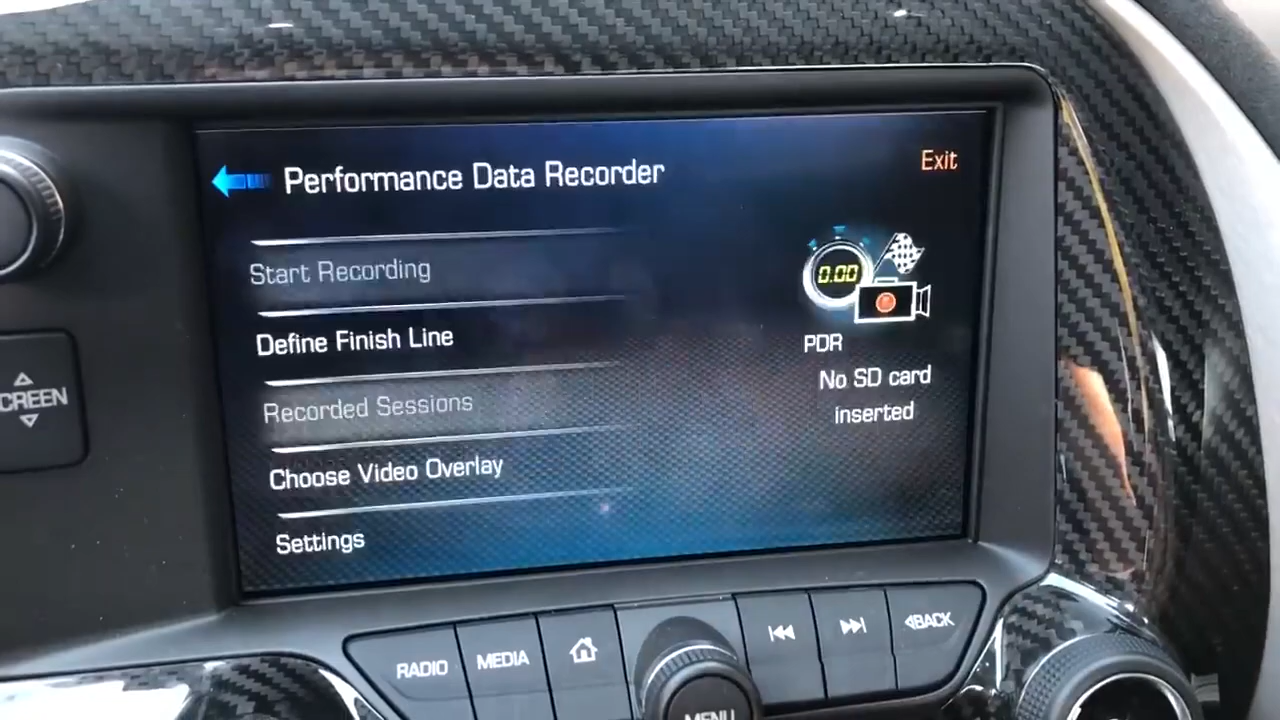 Performance Data Recorder
Exit
Start Recording
Define Finish Line
Recorded Sessions
Choose Video Overlay
Settings
0.00
PDR
No SD card
inserted
CREEN
RADIO
MEDIA
MENU
BACK